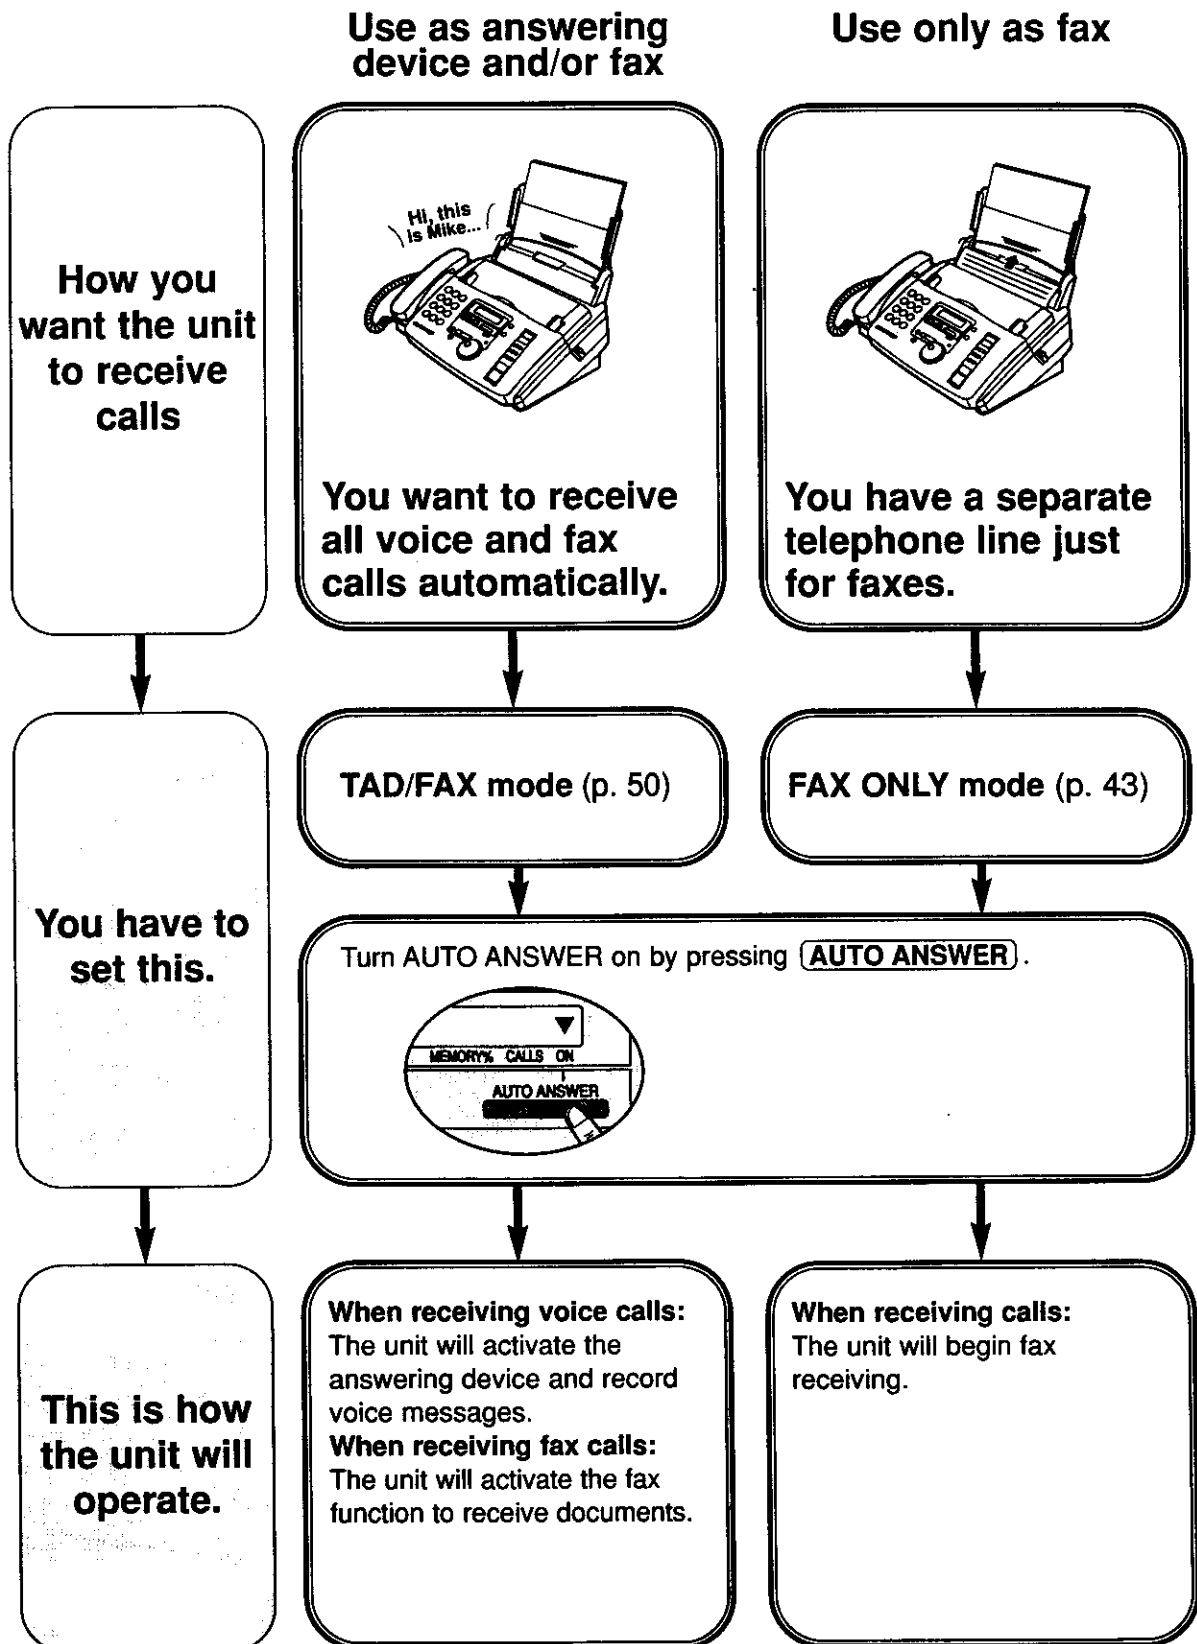 Use as answering
device and/or fax
Use only as fax
How you
want the unit
to receive
calls
Hi, this
is Mike...
You want to receive
all voice and fax
calls automatically.
You have a separate
telephone line just
for faxes.
You have to
set this.
TAD/FAX mode (p. 50)
FAX ONLY mode (p. 43)
Turn AUTO ANSWER on by pressing AUTO ANSWER.
MEMORY% CALLS ON
AUTO ANSWER
This is how
the unit will
operate.
When receiving voice calls:
The unit will activate the
answering device and record
voice messages.
When receiving fax calls:
The unit will activate the fax
function to receive documents.
When receiving calls:
The unit will begin fax
receiving.